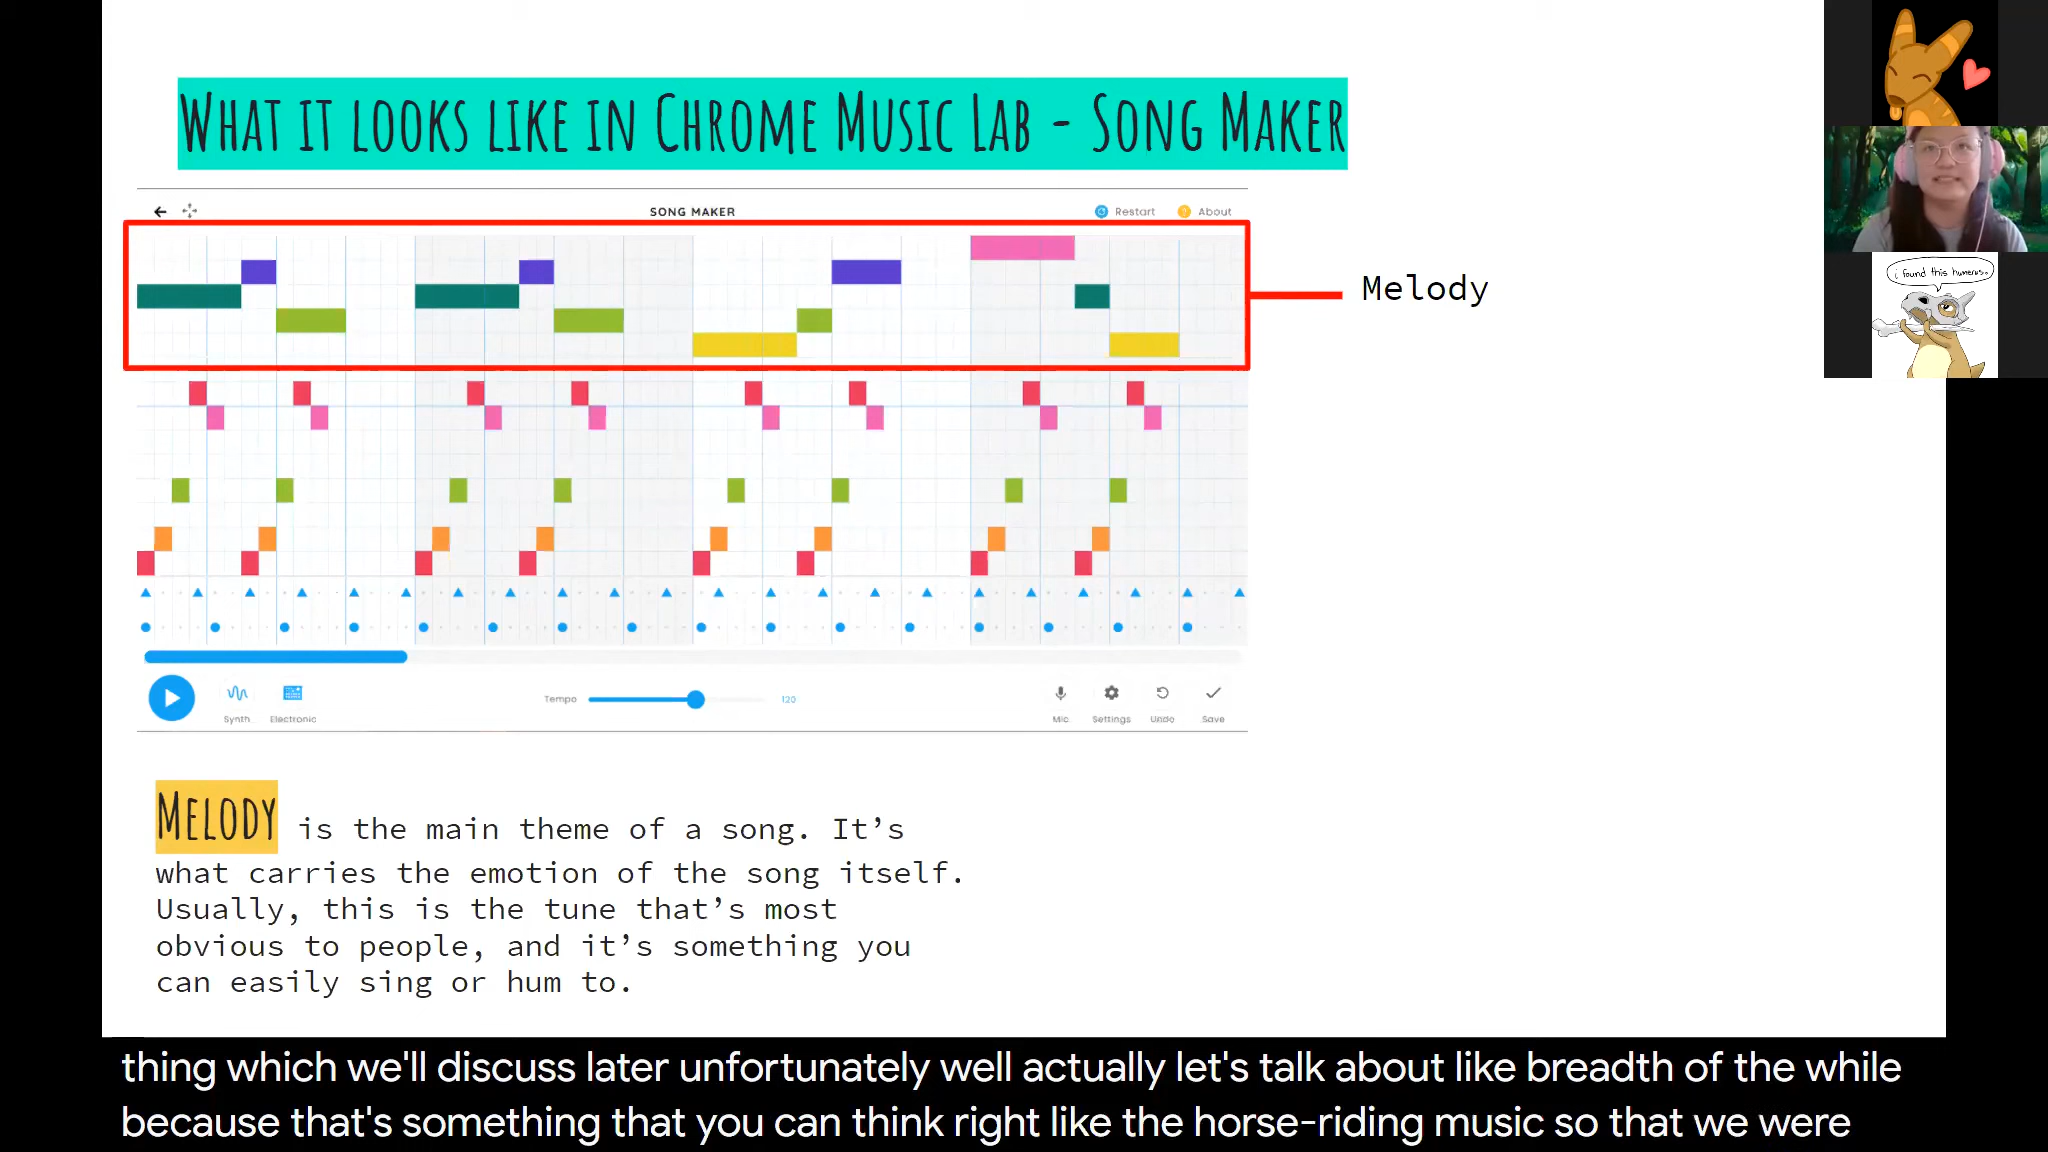 WHAT IT LOOKS LIKE IN CHROME MUSIC LAB - SONG MAKER
SONG MAKER
Restart
About
Melody
i found this humerus.
Tempo
120
Synth
Electronic
Mic
Settings
Undo
Save
MELODY is the main theme of a song. It's
what carries the emotion of the song itself.
Usually, this is the tune that's most
obvious to people, and it's something you
can easily sing or hum to.
thing which we'll discuss later unfortunately well actually let's talk about like breadth of the while
because that's something that you can think right like the horse-riding music so that we were